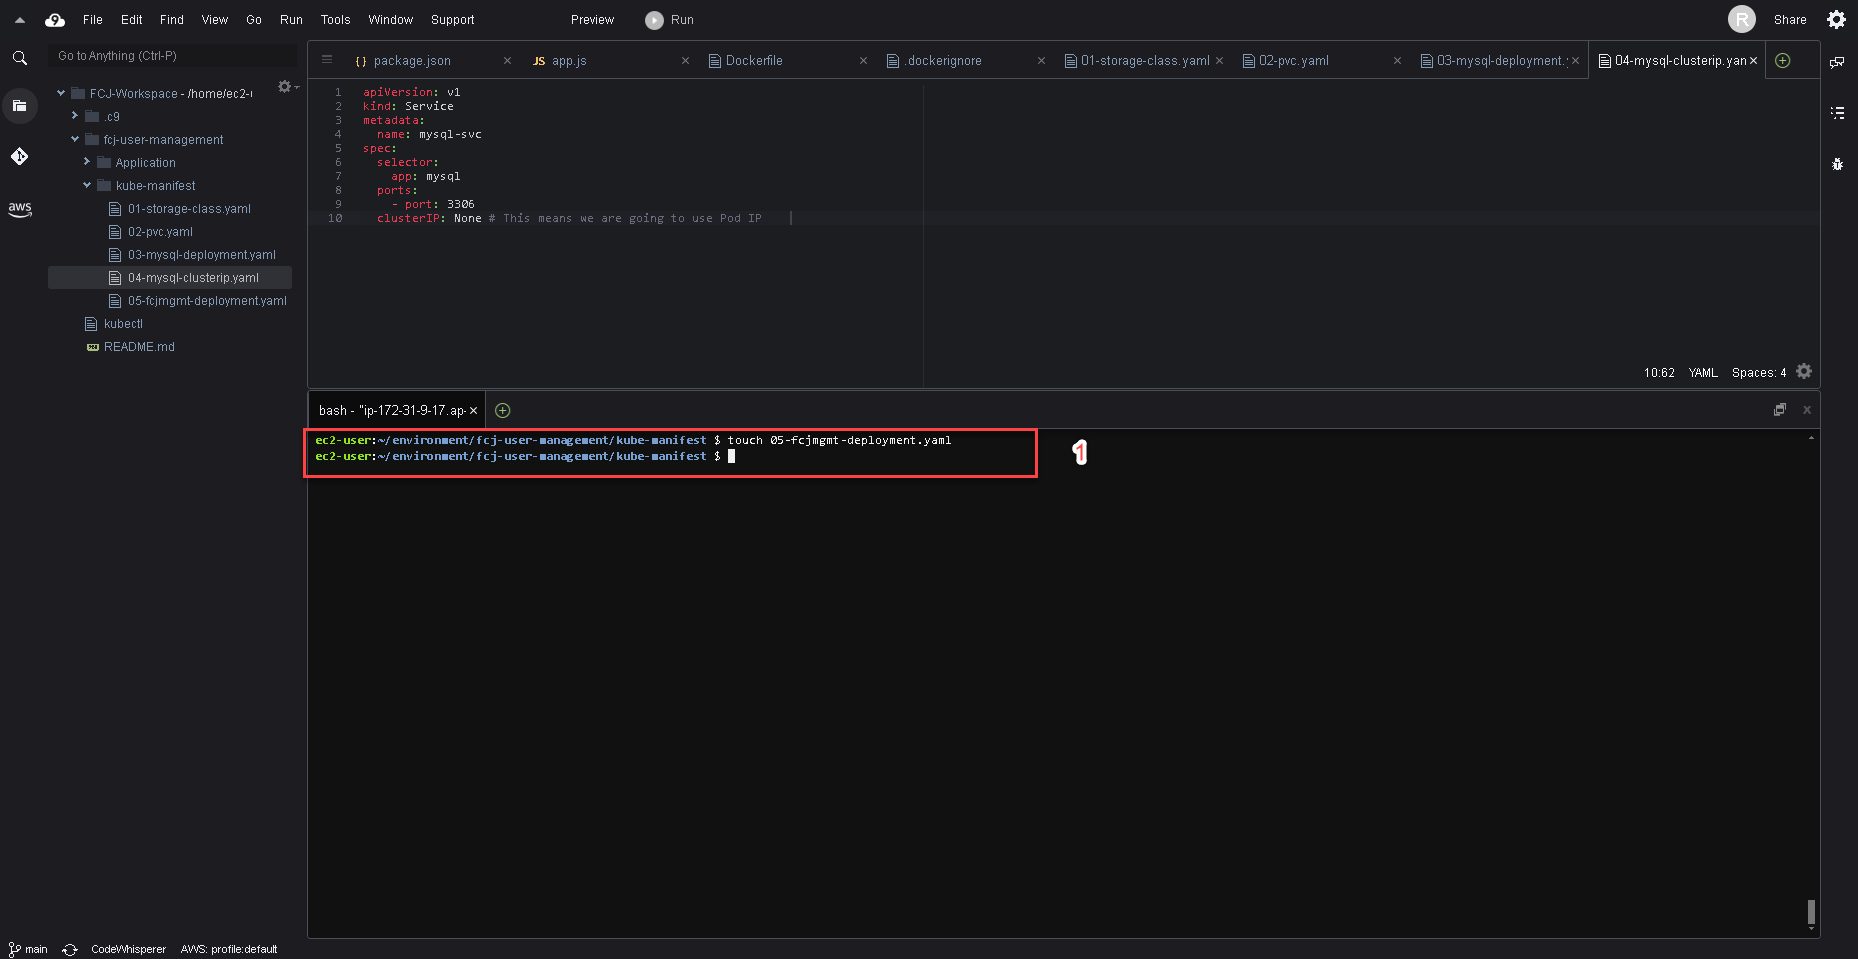 File Edit Find View Go Run Tools Window Support Preview Run R Share
Go to Anything (Ctrl-P)
package.json app.js Dockerfile .dockerignore 01-storage-class.yaml 02-pvc.yaml 03-mysql-deployment. 04-mysql-clusterip.yan
FCJ-Workspace - /home/ec2-
.c9
fcj-user-management
Application
kube-manifest
01-storage-class.yaml
02-pvc.yaml
03-mysql-deployment.yaml
04-mysql-clusterip.yaml
05-fcjmgmt-deployment.yaml
kubectl
README.md
aws
1 apiVersion: v1
2 kind: Service
3 metadata:
4 name: mysql-svc
5 spec:
6 selector:
7 app: mysql
8 ports:
9 - port: 3306
10 clusterIP: None # This means we are going to use Pod IP
10:62 YAML Spaces: 4
bash - "ip-172-31-9-17.ap-
ec2-user:~/environment/fcj-user-management/kube-manifest $ touch 05-fcjmgmt-deployment.yaml
ec2-user:~/environment/fcj-user-management/kube-manifest $
1
main CodeWhisperer AWS: profile:default